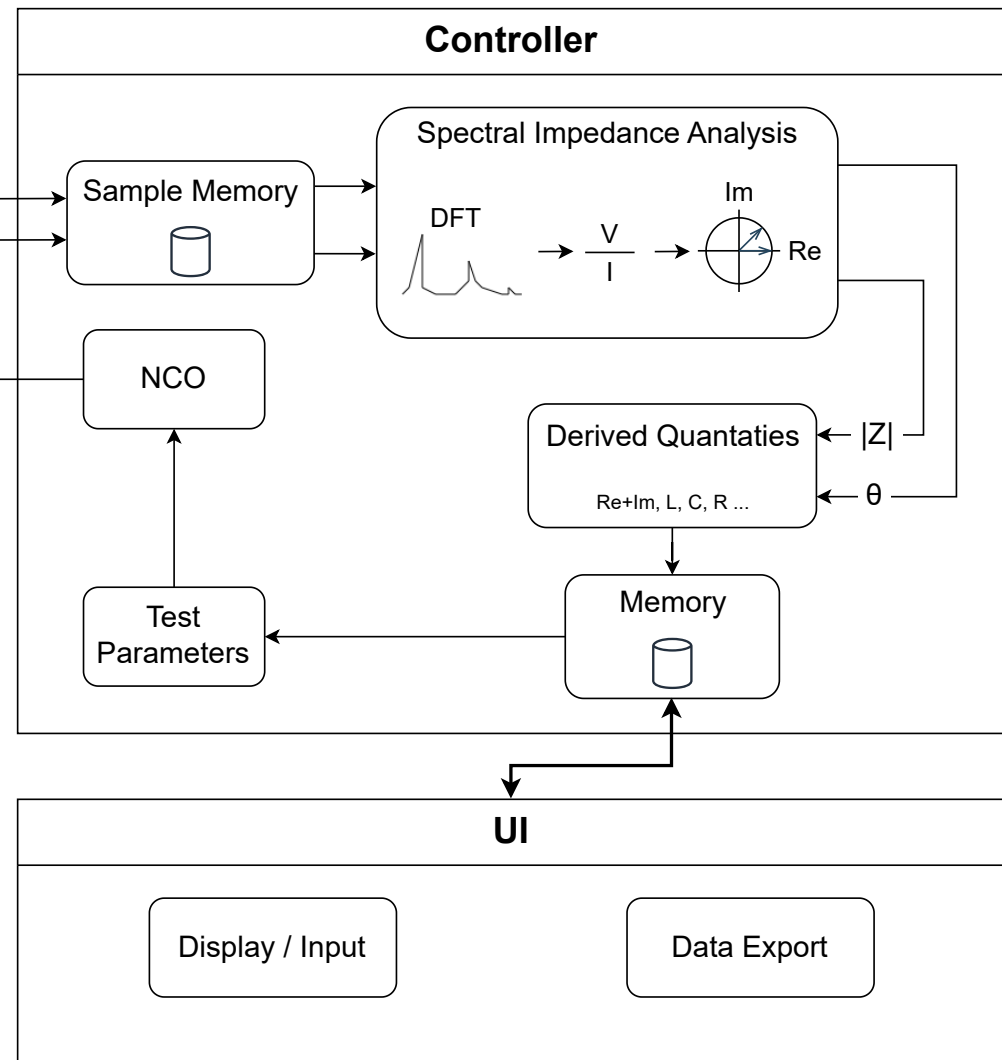 Controller
Spectral Impedance Analysis
Sample Memory
Im
DFT
V
I
Re
NCO
Derived Quantaties
|Z|
θ
Re+Im, L, C, R ...
Memory
Test
Parameters
UI
Display / Input
Data Export